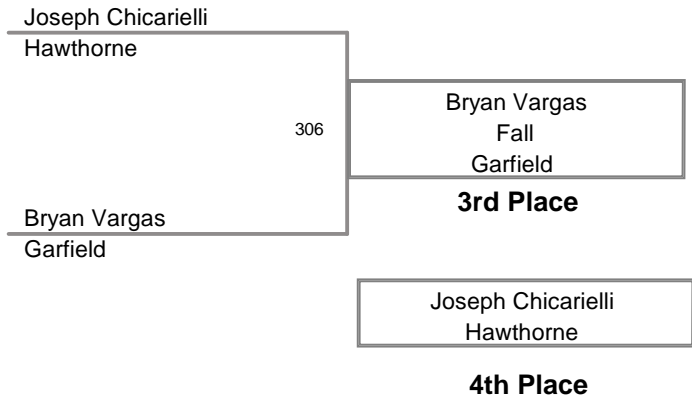 Joseph Chicarielli
Hawthorne
306
Bryan Vargas
Fall
Garfield
3rd Place
Bryan Vargas
Garfield
Joseph Chicarielli
Hawthorne
4th Place